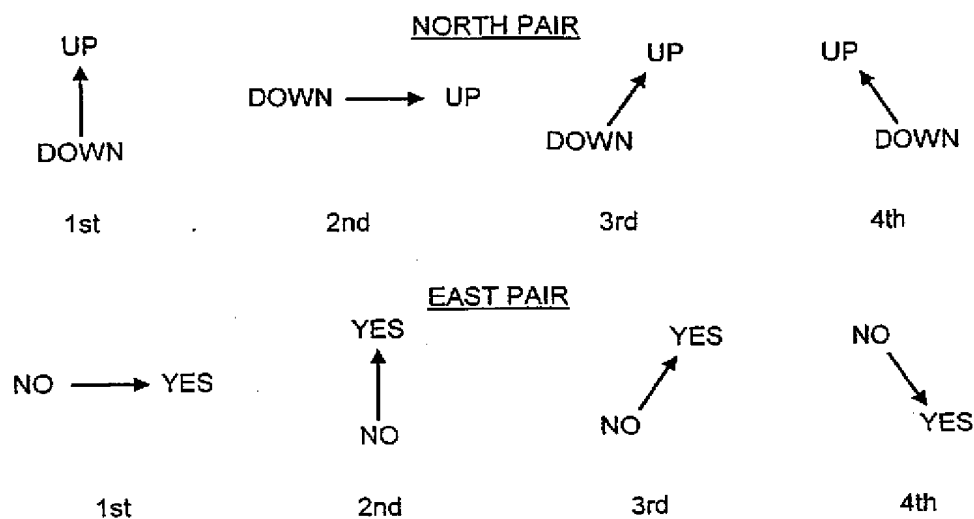 NORTH PAIR
UP
DOWN
1st
DOWN UP
2nd
UP
DOWN
3rd
UP
DOWN
4th
EAST PAIR
NO YES
1st
YES
NO
2nd
YES
NO
3rd
NO
YES
4th